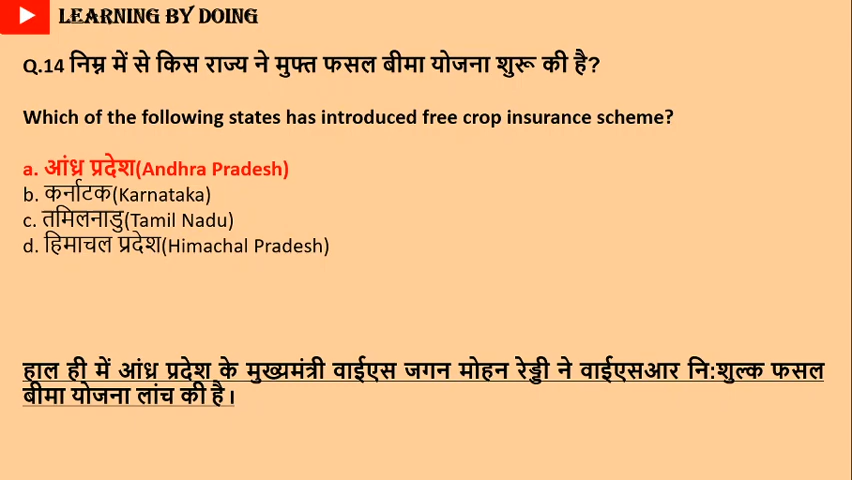 LEARNING BY DOING
Q.14 निम्न में से किस राज्य ने मुफ्त फसल बीमा योजना शुरू की है?
Which of the following states has introduced free crop insurance scheme?
a. आंध्र प्रदेश(Andhra Pradesh)
b. कर्नाटक(Karnataka)
c. तमिलनाडु(Tamil Nadu)
d. हिमाचल प्रदेश(Himachal Pradesh)
हाल ही में आंध्र प्रदेश के मुख्यमंत्री वाईएस जगन मोहन रेड्डी ने वाईएसआर नि:शुल्क फसल
बीमा योजना लांच की है।